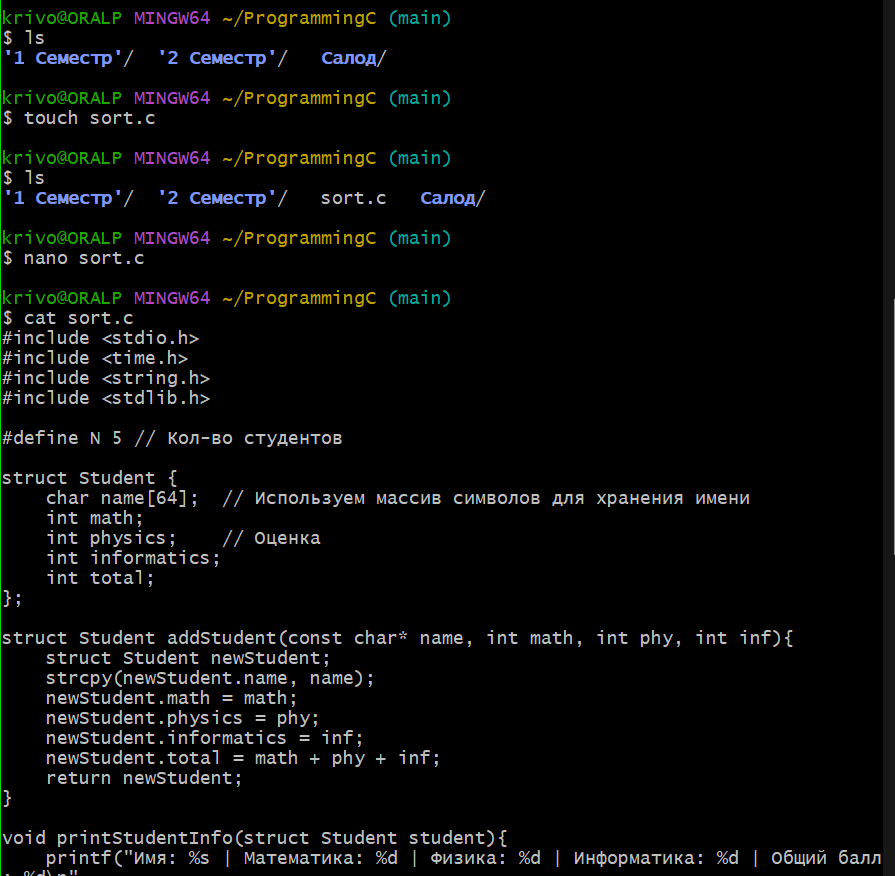 krivo@ORALP MINGW64 ~/ProgrammingC (main)
$ ls
'1 Семестр'/  '2 Семестр'/   Салод/

krivo@ORALP MINGW64 ~/ProgrammingC (main)
$ touch sort.c

krivo@ORALP MINGW64 ~/ProgrammingC (main)
$ ls
'1 Семестр'/  '2 Семестр'/   sort.c   Салод/

krivo@ORALP MINGW64 ~/ProgrammingC (main)
$ nano sort.c

krivo@ORALP MINGW64 ~/ProgrammingC (main)
$ cat sort.c
#include <stdio.h>
#include <time.h>
#include <string.h>
#include <stdlib.h>

#define N 5 // Кол-во студентов

struct Student {
    char name[64];  // Используем массив символов для хранения имени
    int math;
    int physics;    // Оценка
    int informatics;
    int total;
};

struct Student addStudent(const char* name, int math, int phy, int inf){
    struct Student newStudent;
    strcpy(newStudent.name, name);
    newStudent.math = math;
    newStudent.physics = phy;
    newStudent.informatics = inf;
    newStudent.total = math + phy + inf;
    return newStudent;
}

void printStudentInfo(struct Student student){
    printf("Имя: %s | Математика: %d | Физика: %d | Информатика: %d | Общий балл
: %d\n"